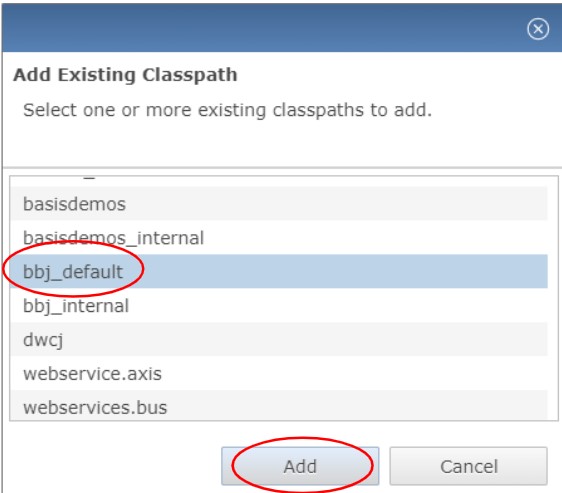 Add Existing Classpath
Select one or more existing classpaths to add.
basisdemos
basisdemos_internal
bbj_default
bbj_internal
dwcj
webservice.axis
webservices.bus
Add Cancel